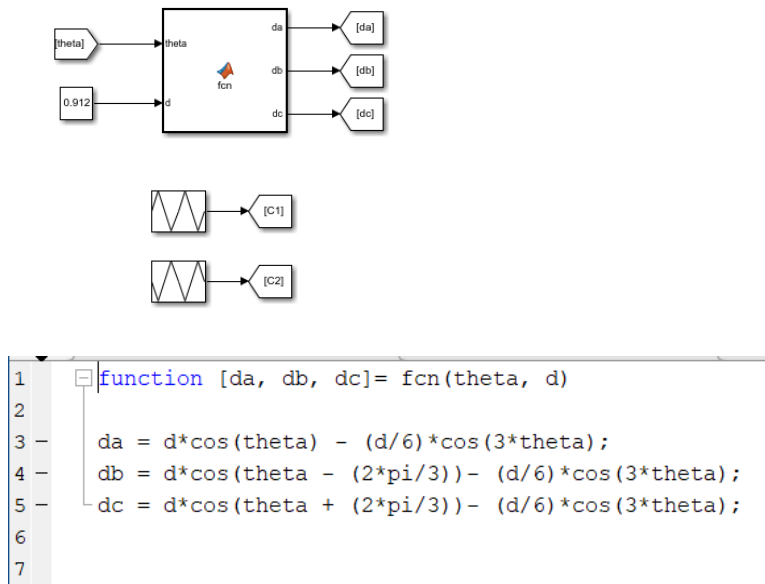 da
[da]
[theta]
theta
db
[db]
fcn
0.912
d
dc
[dc]
[C1]
[C2]
1 function [da, db, dc]= fcn(theta, d)
2
3 da = d*cos(theta) - (d/6)*cos(3*theta);
4 db = d*cos(theta - (2*pi/3))- (d/6)*cos(3*theta);
5 dc = d*cos(theta + (2*pi/3))- (d/6)*cos(3*theta);
6
7